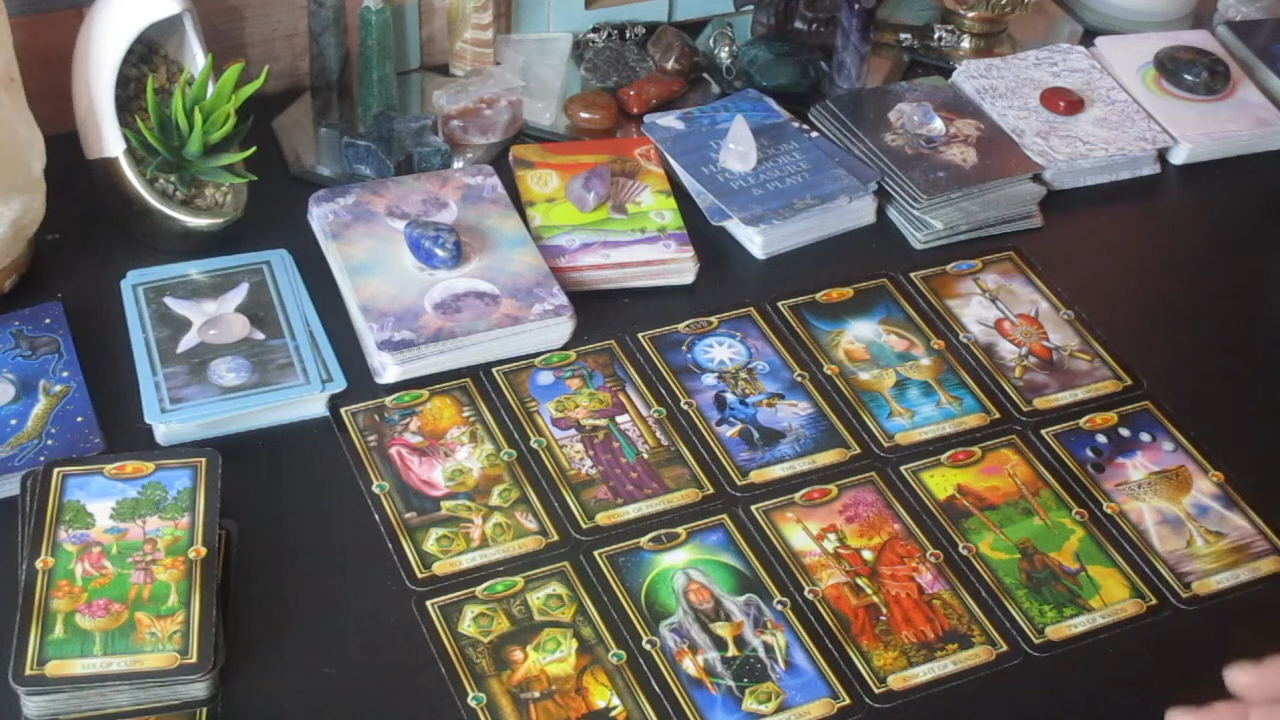 HOW
FROM
MORE
PLEASURE
& PLAY?
THREE OF SWORDS
TWO OF CUPS
XVII
THE STAR
FOUR OF PENTACLES
SIX OF PENTACLES
ACE OF CUPS
TWO OF WANDS
KNIGHT OF WANDS
I
MAGICIAN
SIX OF CUPS